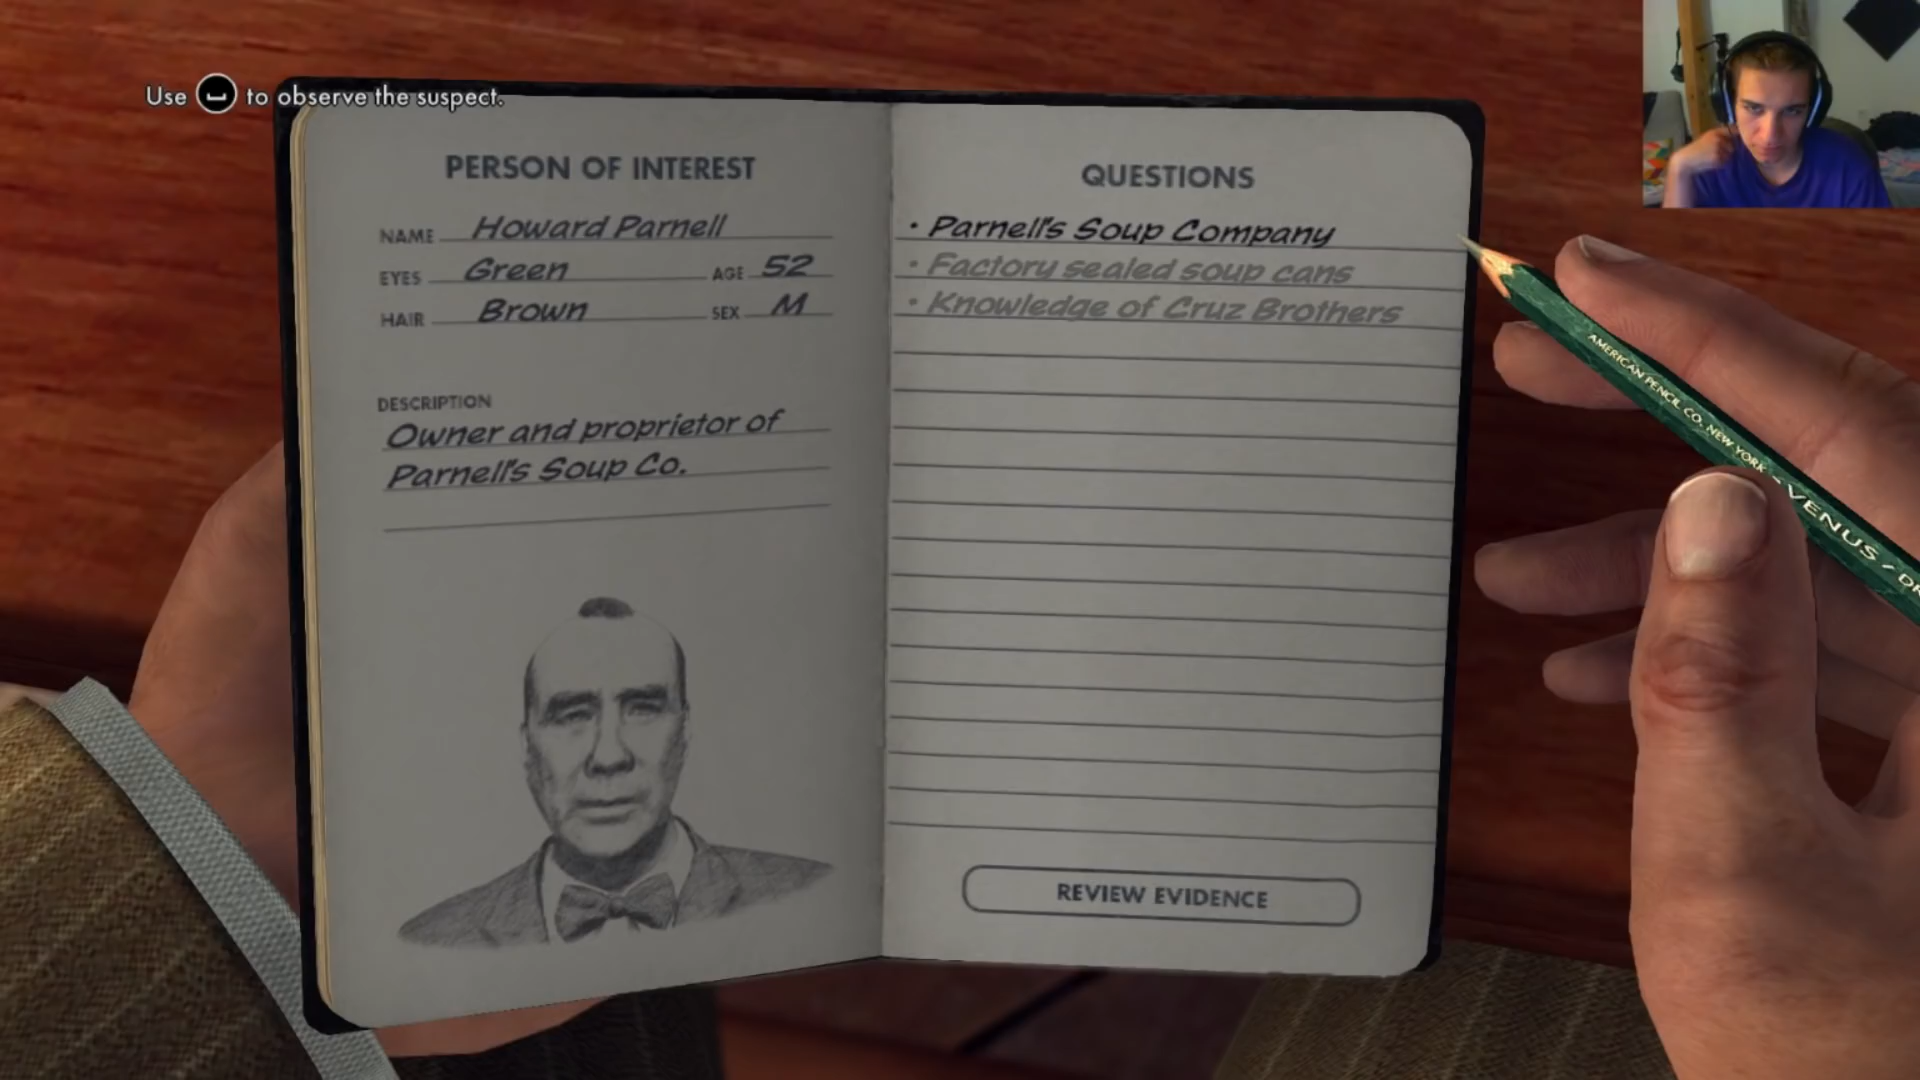 Use to observe the suspect.
PERSON OF INTEREST
NAME Howard Parnell
EYES Green AGE 52
HAIR Brown SEX M
DESCRIPTION
Owner and proprietor of
Parnell's Soup Co.
QUESTIONS
• Parnell's Soup Company
• Factory sealed soup cans
• Knowledge of Cruz Brothers
REVIEW EVIDENCE
AMERICAN PENCIL CO. NEW YORK
VENUS / DR